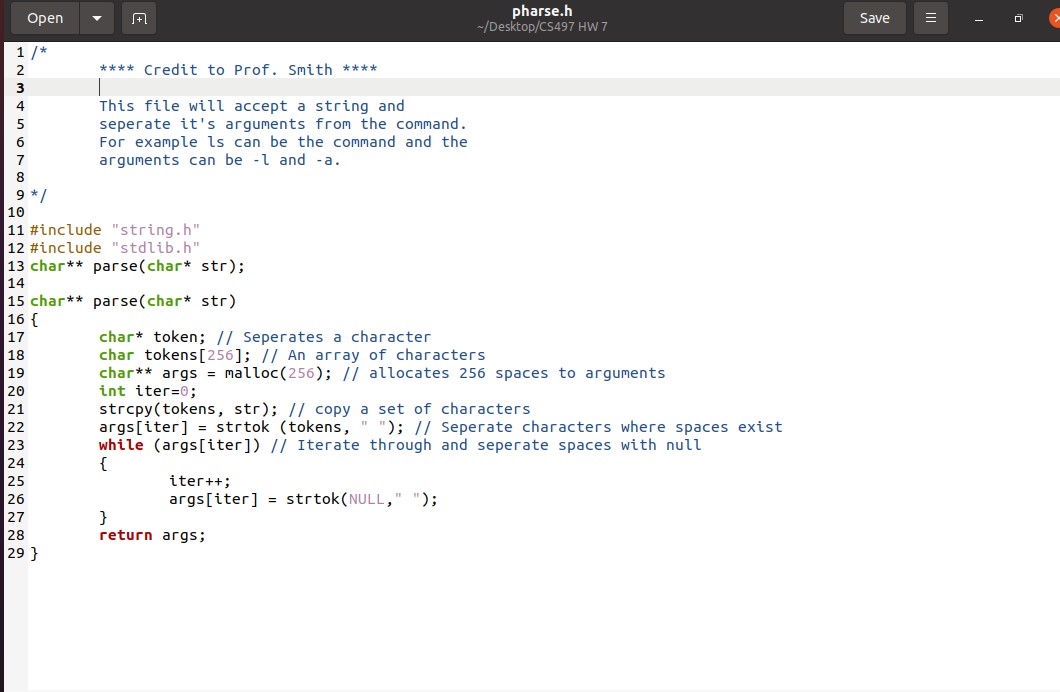 Open
pharse.h
~/Desktop/CS497 HW 7
Save
1 /*
2 **** Credit to Prof. Smith ****
3
4 This file will accept a string and
5 seperate it's arguments from the command.
6 For example ls can be the command and the
7 arguments can be -l and -a.
8
9 */
10
11 #include "string.h"
12 #include "stdlib.h"
13 char** parse(char* str);
14
15 char** parse(char* str)
16 {
17 char* token; // Seperates a character
18 char tokens[256]; // An array of characters
19 char** args = malloc(256); // allocates 256 spaces to arguments
20 int iter=0;
21 strcpy(tokens, str); // copy a set of characters
22 args[iter] = strtok (tokens, " "); // Seperate characters where spaces exist
23 while (args[iter]) // Iterate through and seperate spaces with null
24 {
25 iter++;
26 args[iter] = strtok(NULL," ");
27 }
28 return args;
29 }